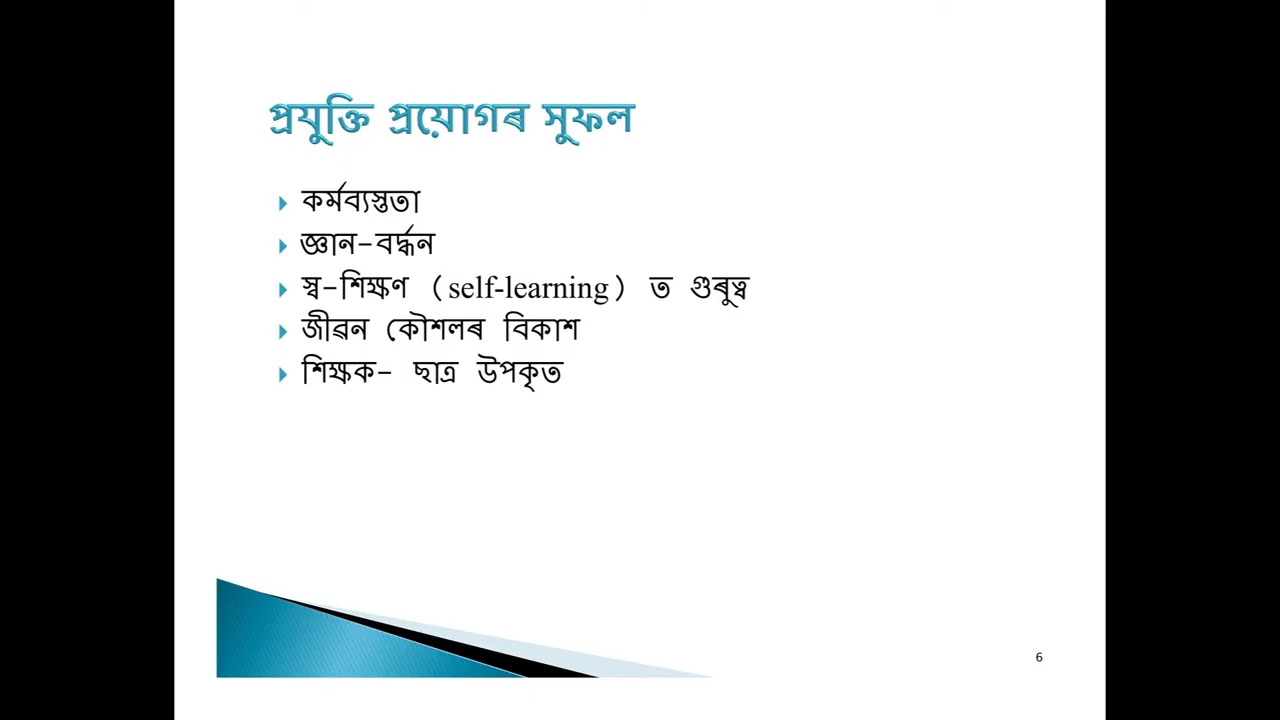 প্ৰযুক্তি প্ৰয়োগৰ সুফল
কৰ্মব্যস্ততা
জ্ঞান-বৰ্দ্ধন
স্ব-শিক্ষণ (self-learning) ত গুৰুত্ব
জীৱন কৌশলৰ বিকাশ
শিক্ষক- ছাত্ৰ উপকৃত
6